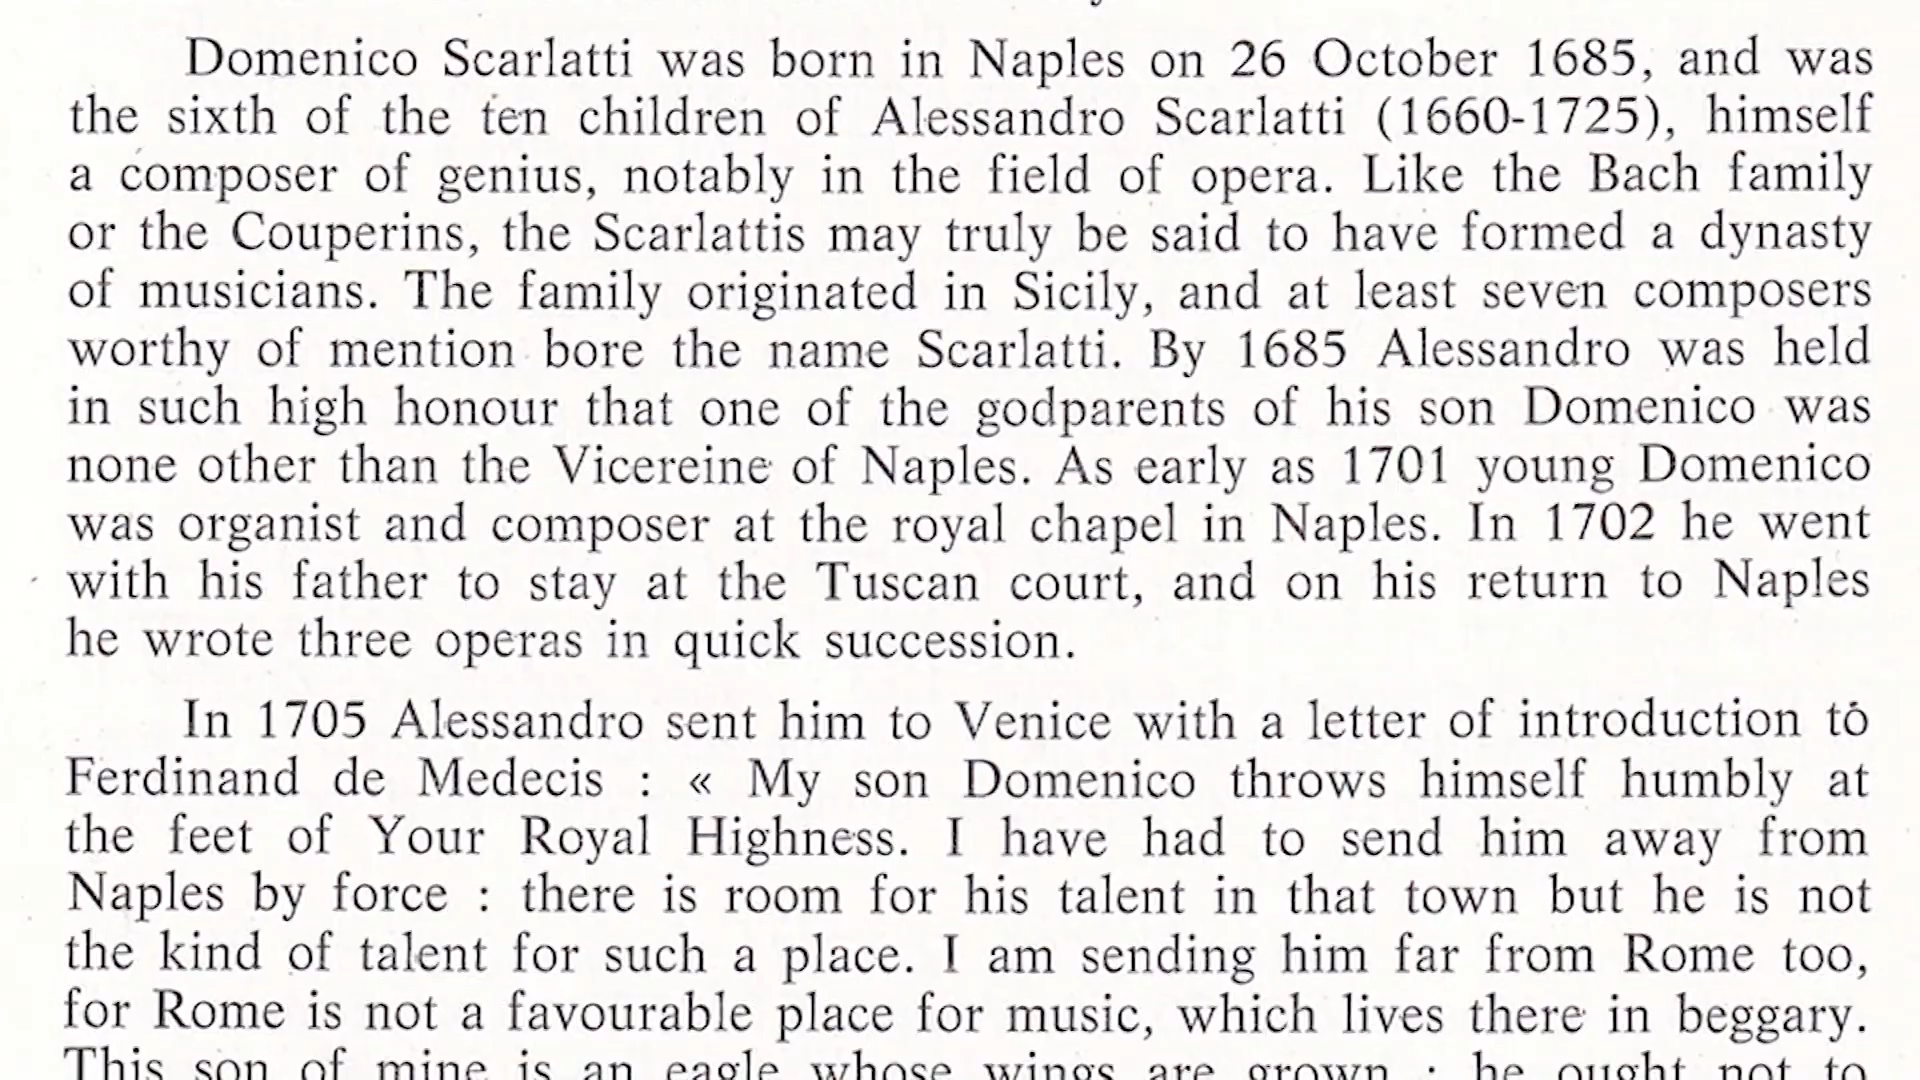 Domenico Scarlatti was born in Naples on 26 October 1685, and was
the sixth of the ten children of Alessandro Scarlatti (1660-1725), himself
a composer of genius, notably in the field of opera. Like the Bach family
or the Couperins, the Scarlattis may truly be said to have formed a dynasty
of musicians. The family originated in Sicily, and at least seven composers
worthy of mention bore the name Scarlatti. By 1685 Alessandro was held
in such high honour that one of the godparents of his son Domenico was
none other than the Vicereine of Naples. As early as 1701 young Domenico
was organist and composer at the royal chapel in Naples. In 1702 he went
with his father to stay at the Tuscan court, and on his return to Naples
he wrote three operas in quick succession.
In 1705 Alessandro sent him to Venice with a letter of introduction to
Ferdinand de Medecis : « My son Domenico throws himself humbly at
the feet of Your Royal Highness. I have had to send him away from
Naples by force : there is room for his talent in that town but he is not
the kind of talent for such a place. I am sending him far from Rome too,
for Rome is not a favourable place for music, which lives there in beggary.
This son of mine is an eagle whose wings are grown : he ought not to